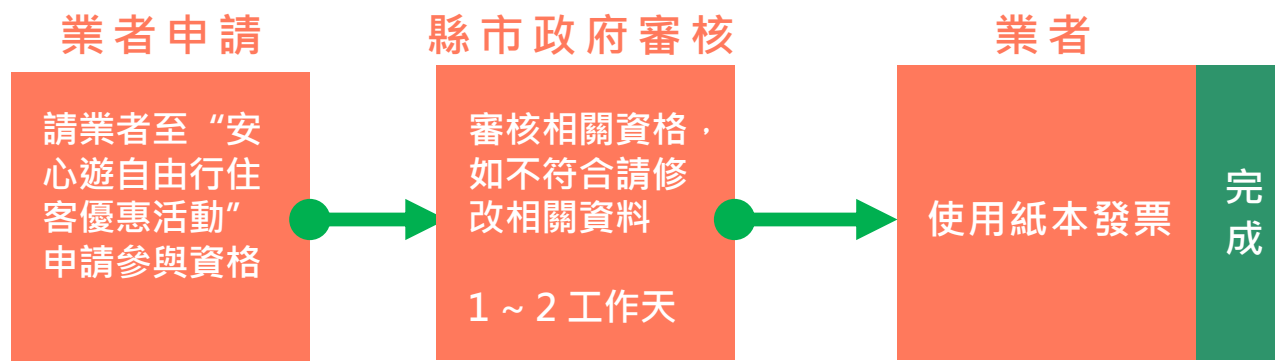 業者申請
請業者至“安
心遊自由行住
客優惠活動”
申請參與資格
縣市政府審核
審核相關資格，
如不符合請修
改相關資料
1 ~ 2 工作天
業者
使用紙本發票
完
成